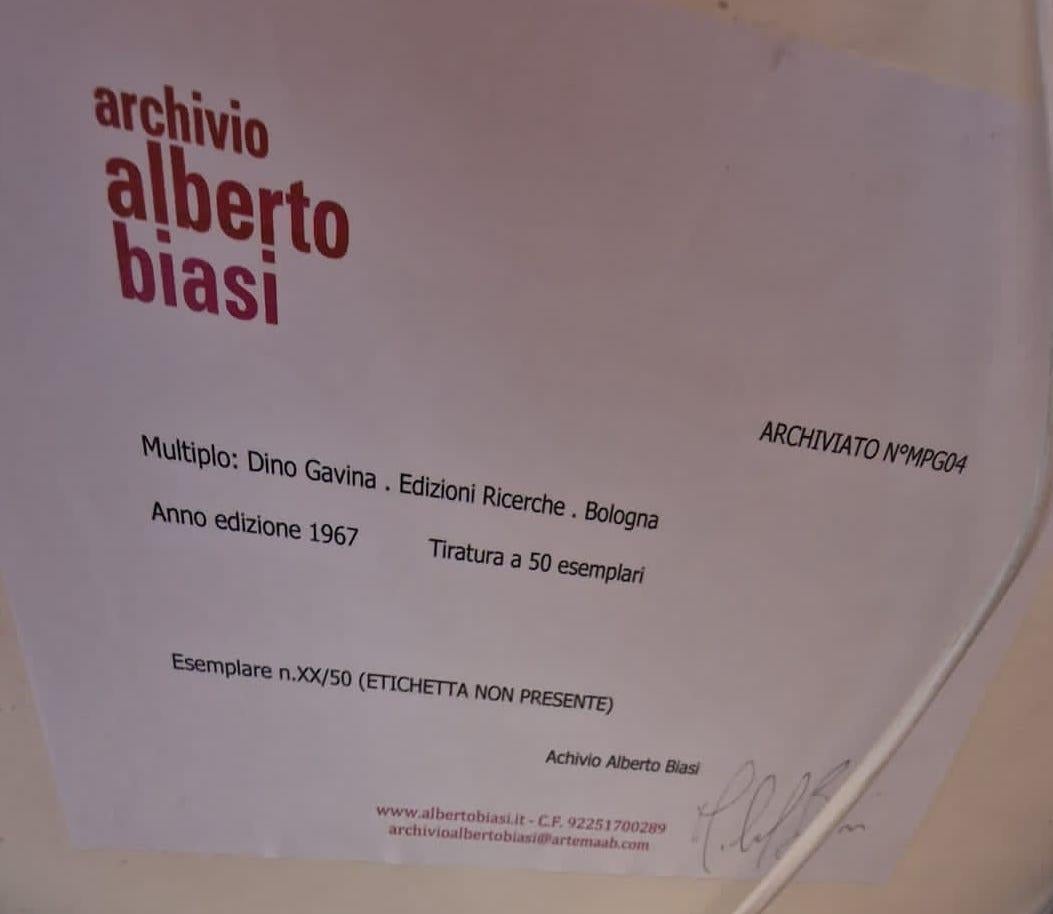 archivio
alberto
biasi
ARCHIVIATO N°MPG04
Multiplo: Dino Gavina . Edizioni Ricerche . Bologna
Anno edizione 1967 Tiratura a 50 esemplari
Esemplare n.XX/50 (ETICHETTA NON PRESENTE)
Achivio Alberto Biasi
www.albertobiasi.it - C.F. 92251700289
archivioalbertobiasi@artemaab.com